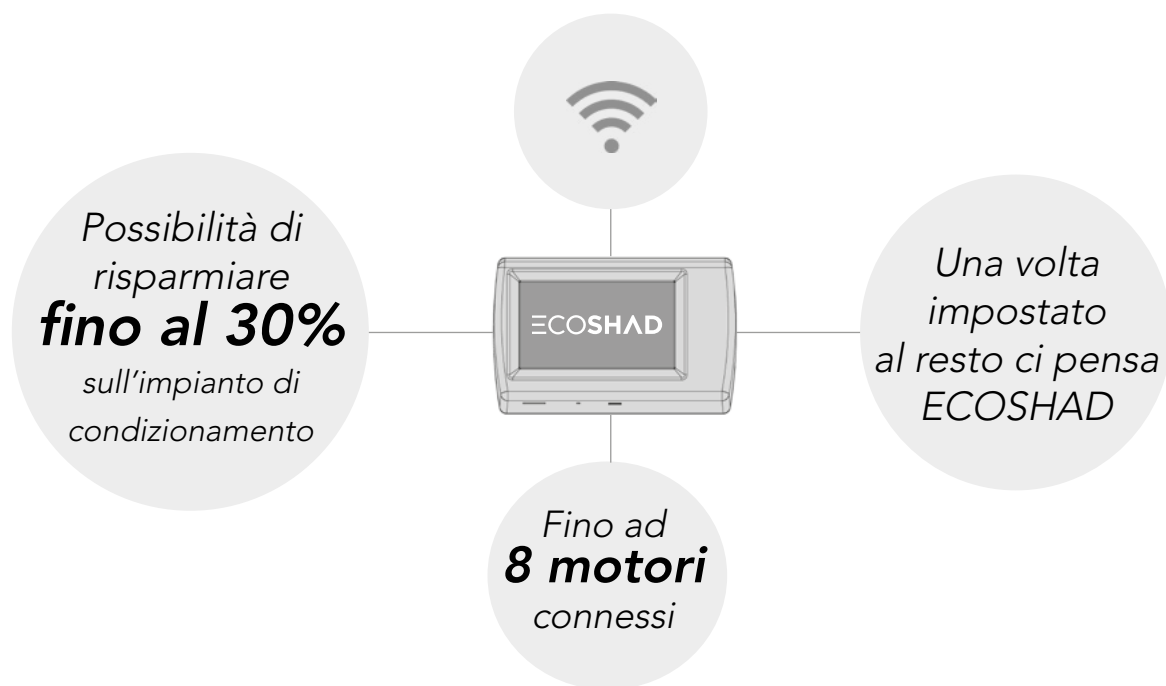 Possibilità di
risparmiare
fino al 30%
sull'impianto di
condizionamento
ECOSHAD
Una volta
impostato
al resto ci pensa
ECOSHAD
Fino ad
8 motori
connessi